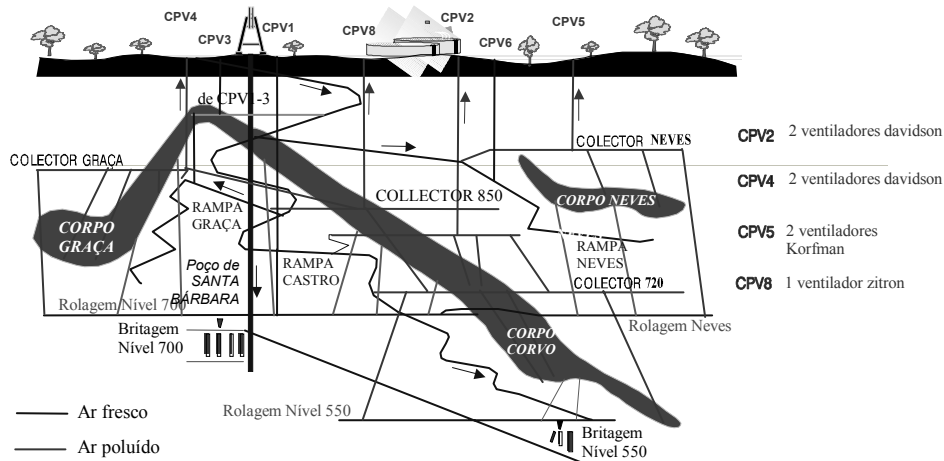 CPV4
CPV3
CPV1
CPV8
CPV2
CPV6
CPV5
de CPV1-3
COLECTOR GRAÇA
COLECTOR NEVES
COLLECTOR 850
CORPO
GRAÇA
RAMPA
GRAÇA
CORPO NEVES
RAMPA
NEVES
Poço de
SANTA
BÁRBARA
RAMPA
CASTRO
COLECTOR 720
Rolagem Nível 700
Rolagem Neves
Britagem
Nível 700
CORPO
CORVO
Rolagem Nível 550
Britagem
Nível 550
CPV2 2 ventiladores davidson
CPV4 2 ventiladores davidson
CPV5 2 ventiladores
Korfman
CPV8 1 ventilador zitron
Ar fresco
Ar poluído